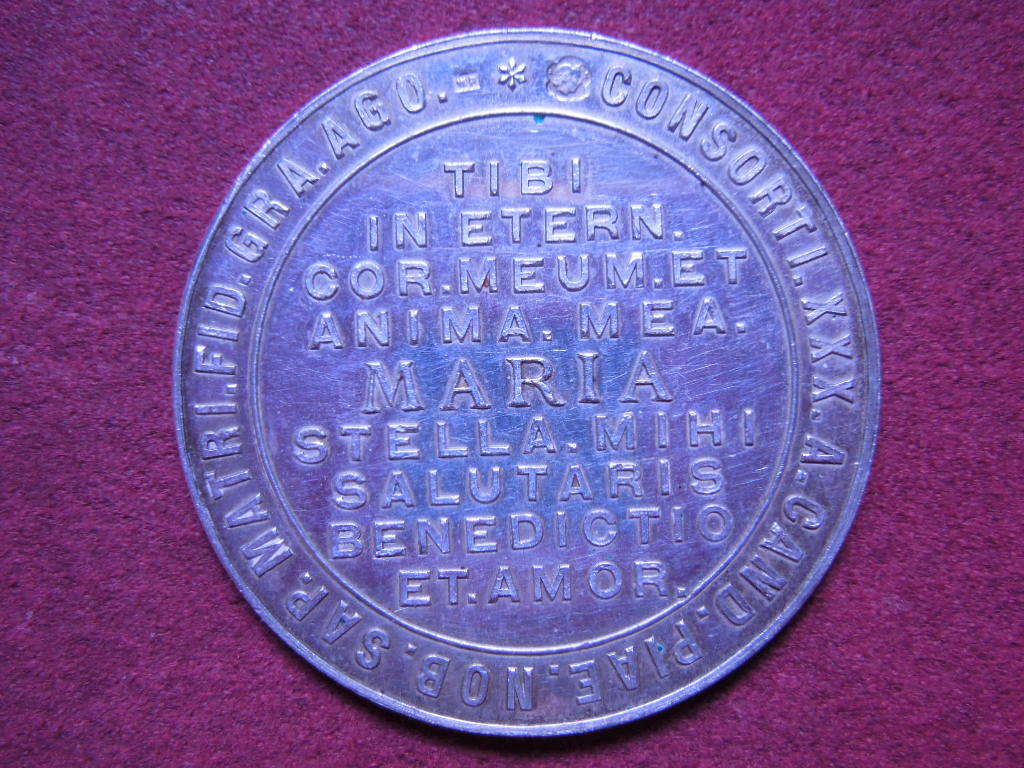 CONSORTI.XXX.A.CAND.PIAE.NOB.SAP.MATRI.FID.GRA.AGO.
TIBI
IN ETERN.
COR.MEUM.ET
ANIMA. MEA.
MARIA
STELLA. MIHI
SALUTARIS
BENEDICTIO
ET.AMOR.